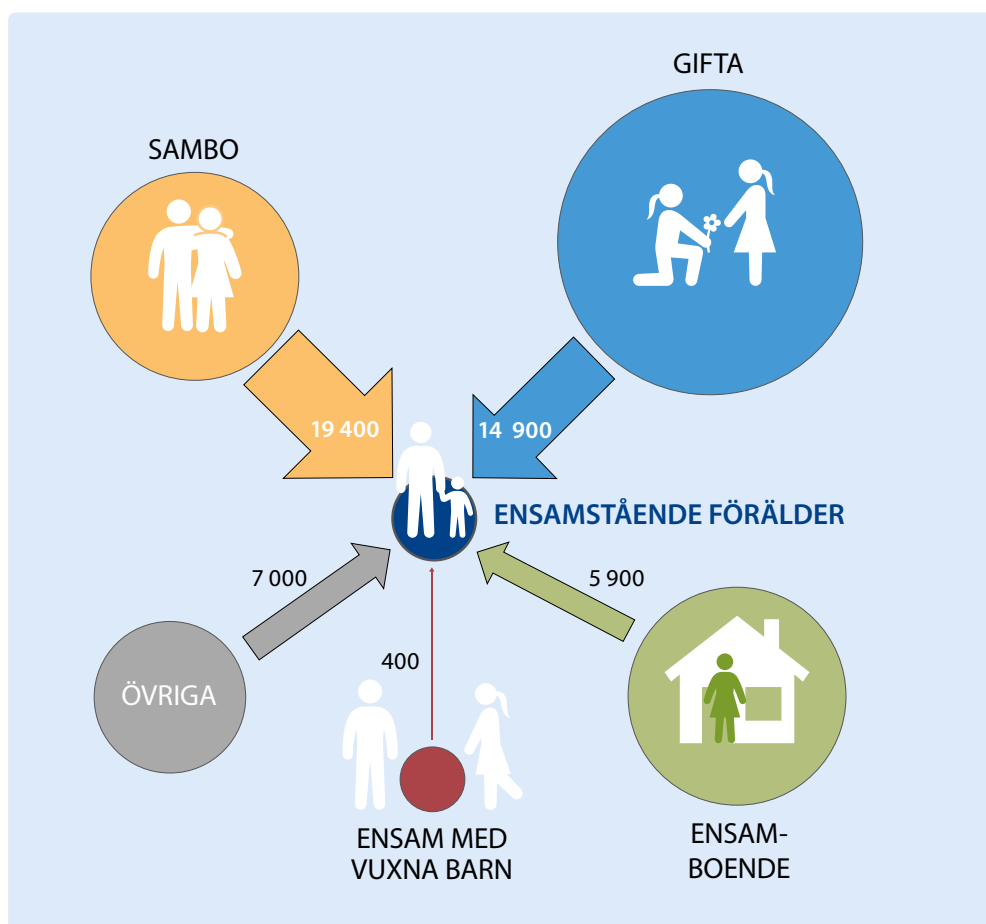 GIFTA
SAMBO
19 400
14 900
ENSAMSTÅENDE FÖRÄLDER
7 000
5 900
400
ÖVRIGA
ENSAM MED
VUXNA BARN
ENSAM-
BOENDE